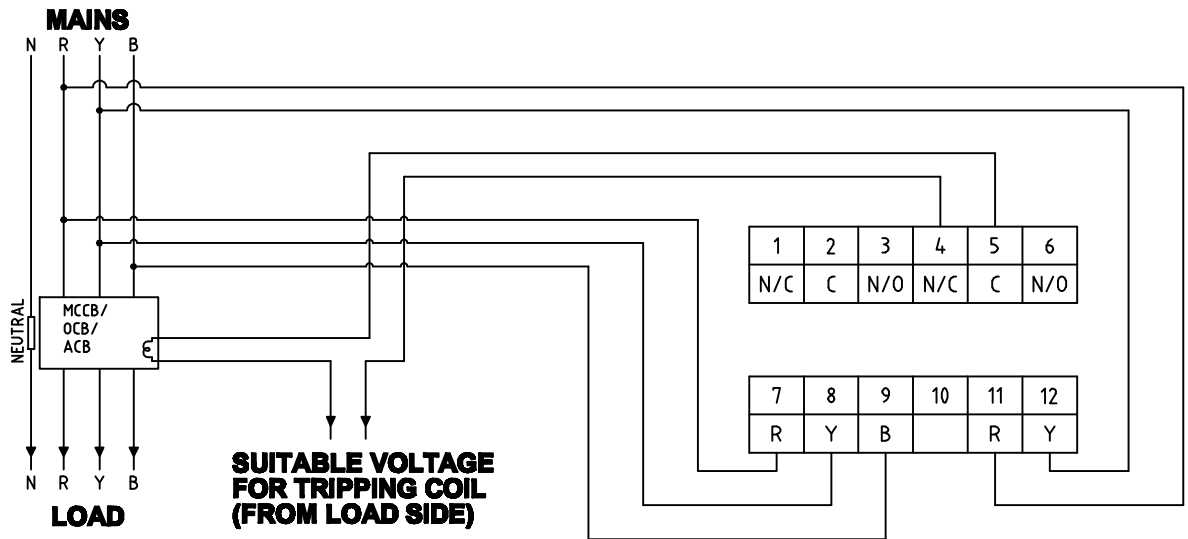 MAINS
N R Y B
1 2 3 4 5 6
N/C C N/O N/C C N/O
NEUTRAL
MCCB/
OCB/
ACB
7 8 9 10 11 12
R Y B R Y
SUITABLE VOLTAGE
FOR TRIPPING COIL
(FROM LOAD SIDE)
N R Y B
LOAD